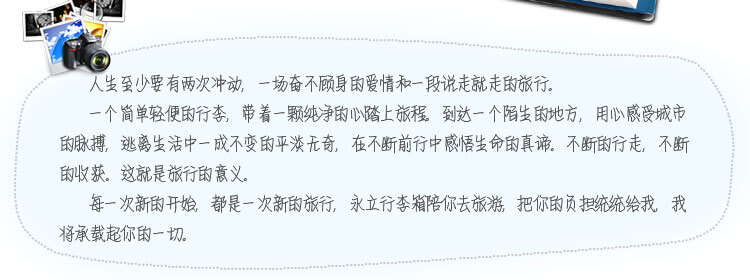 人生至少要有两次冲动，一场奋不顾身的爱情和一段说走就走的旅行。
一个简单轻便的行李，带着一颗纯净的心踏上旅程。到达一个陌生的地方，用心感受城市
的脉搏，逃离生活中一成不变的平淡无奇，在不断前行中感悟生命的真谛。不断的行走，不断
的收获。这就是旅行的意义。
每一次新的开始，都是一次新的旅行，永立行李箱陪你去旅游，把你的负担统统给我，我
将承载起你的一切。